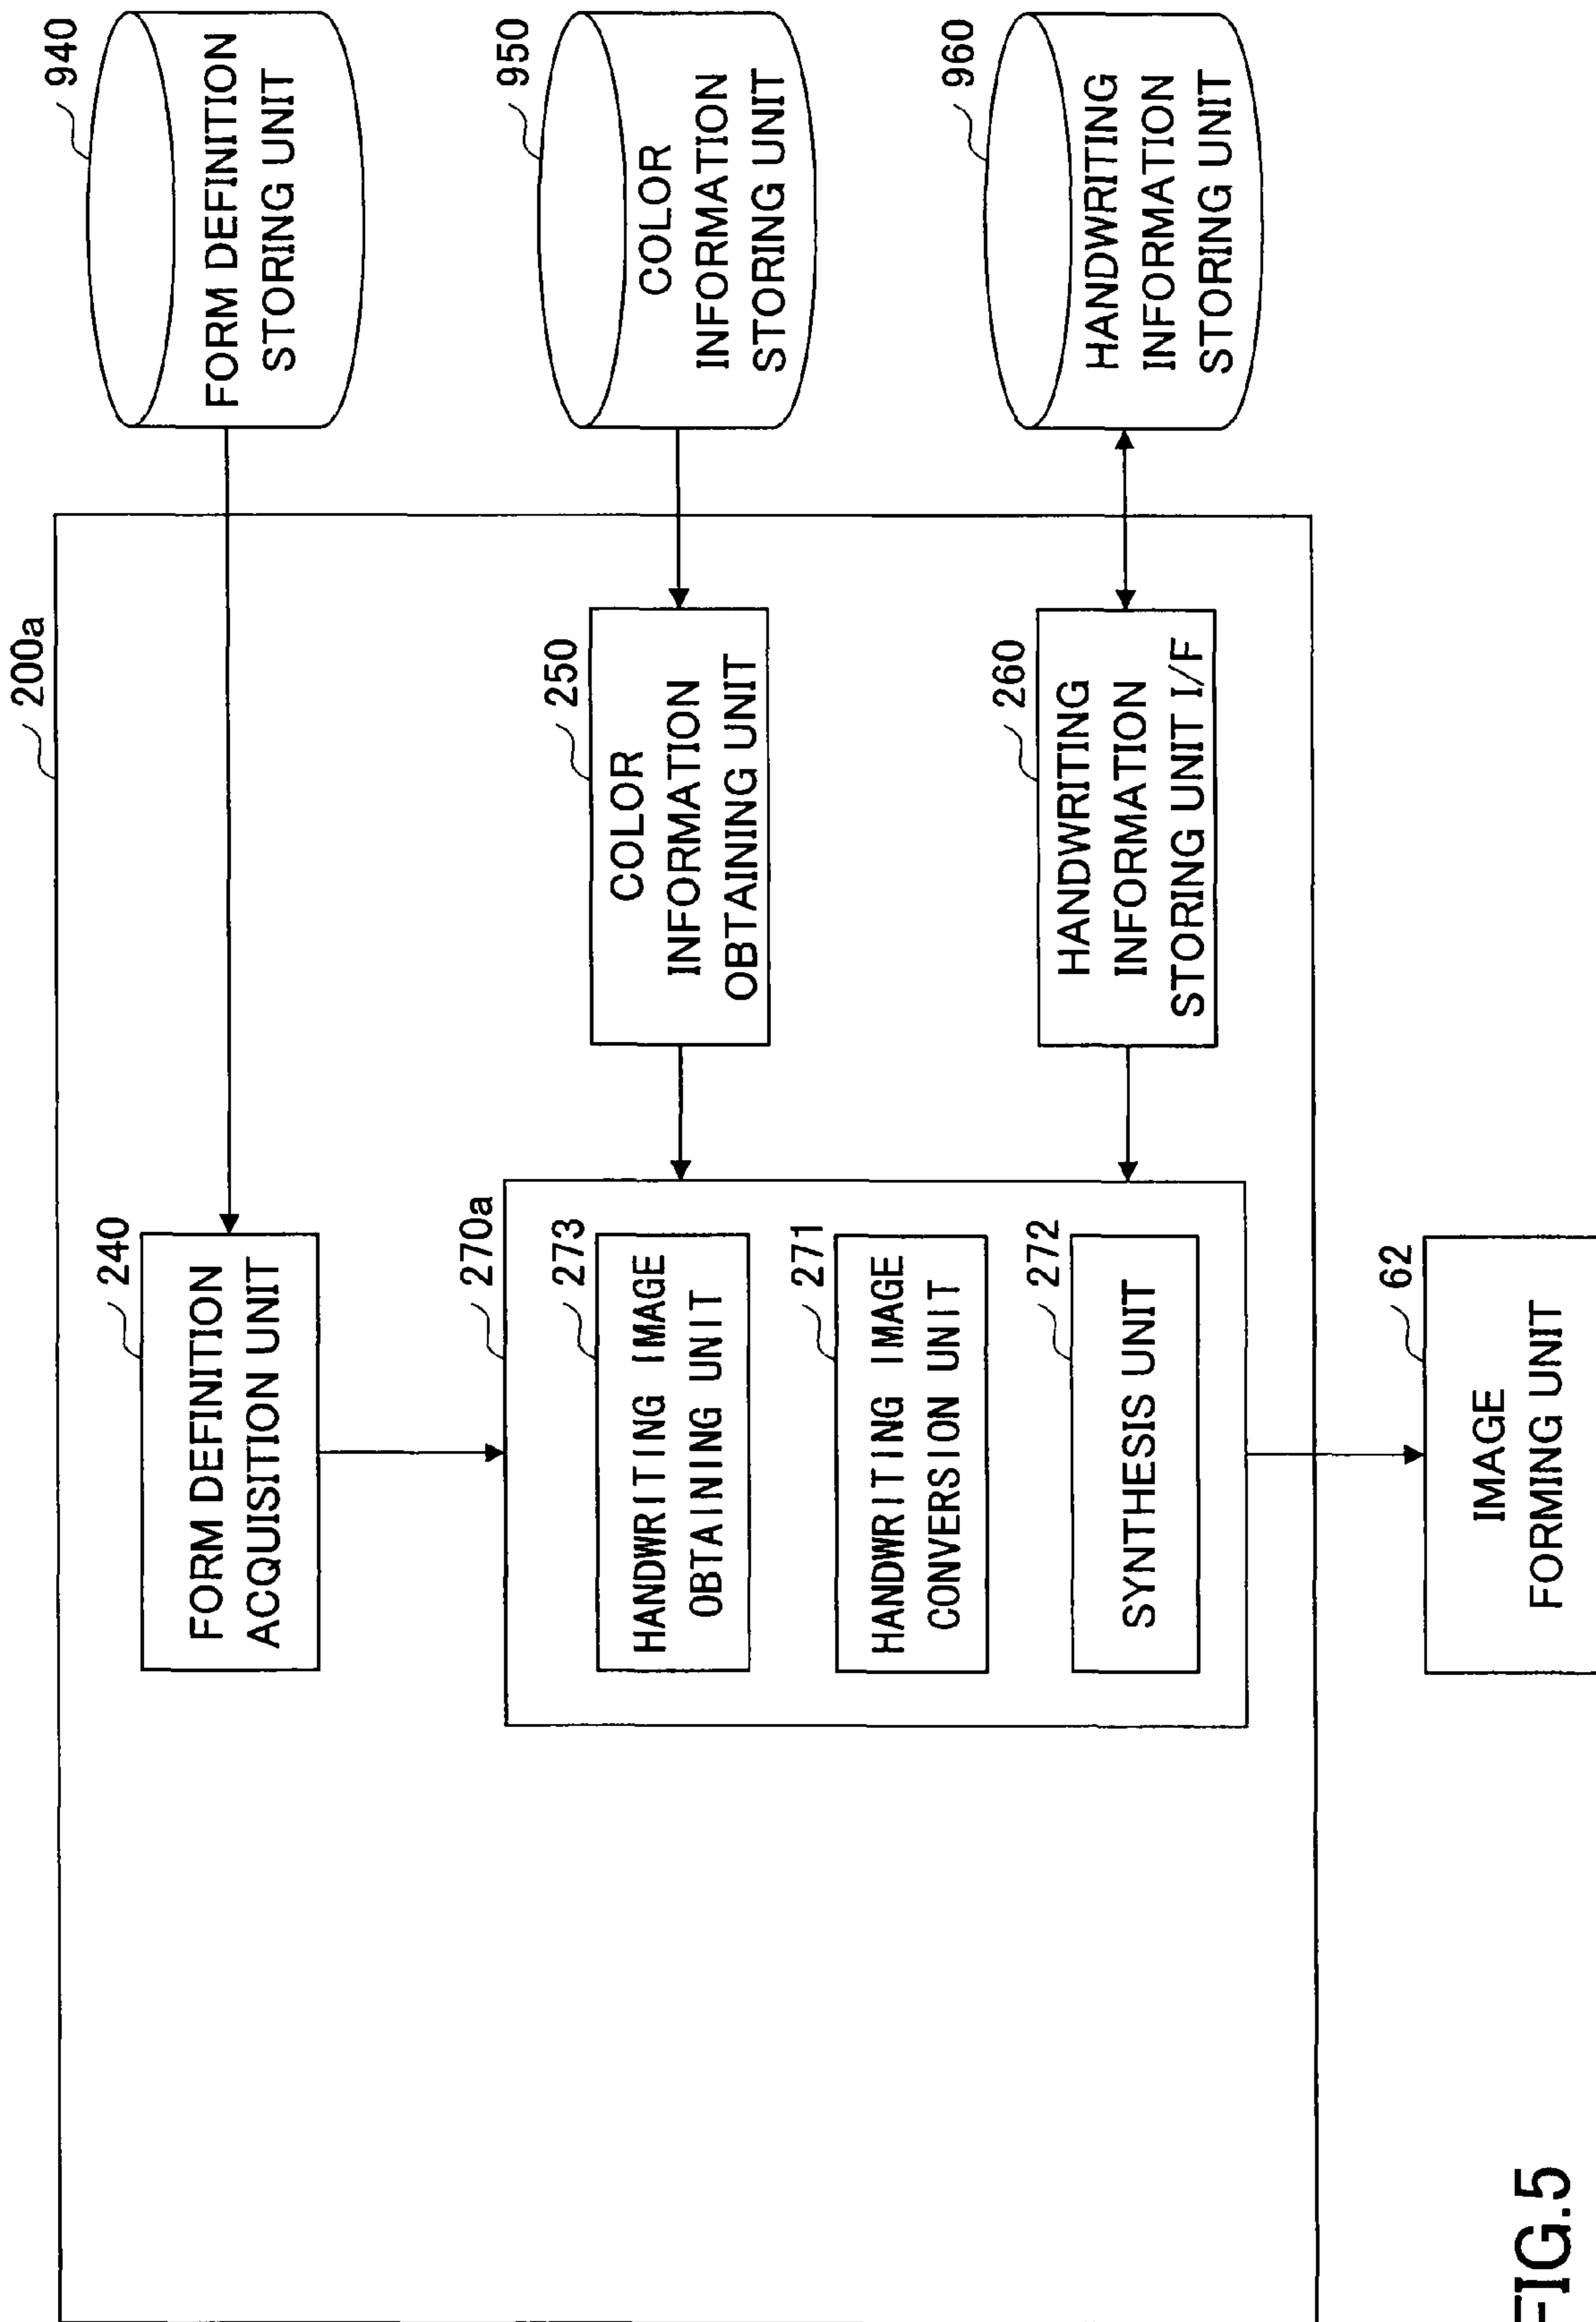 FIG.5
200a
240
FORM DEFINITION
ACQUISITION UNIT
940
FORM DEFINITION
STORING UNIT
270a
273
HANDWRITING IMAGE
OBTAINING UNIT
250
COLOR
INFORMATION
OBTAINING UNIT
950
COLOR
INFORMATION
STORING UNIT
271
HANDWRITING IMAGE
CONVERSION UNIT
272
SYNTHESIS UNIT
260
HANDWRITING
INFORMATION
STORING UNIT I/F
960
HANDWRITING
INFORMATION
STORING UNIT
62
IMAGE
FORMING UNIT